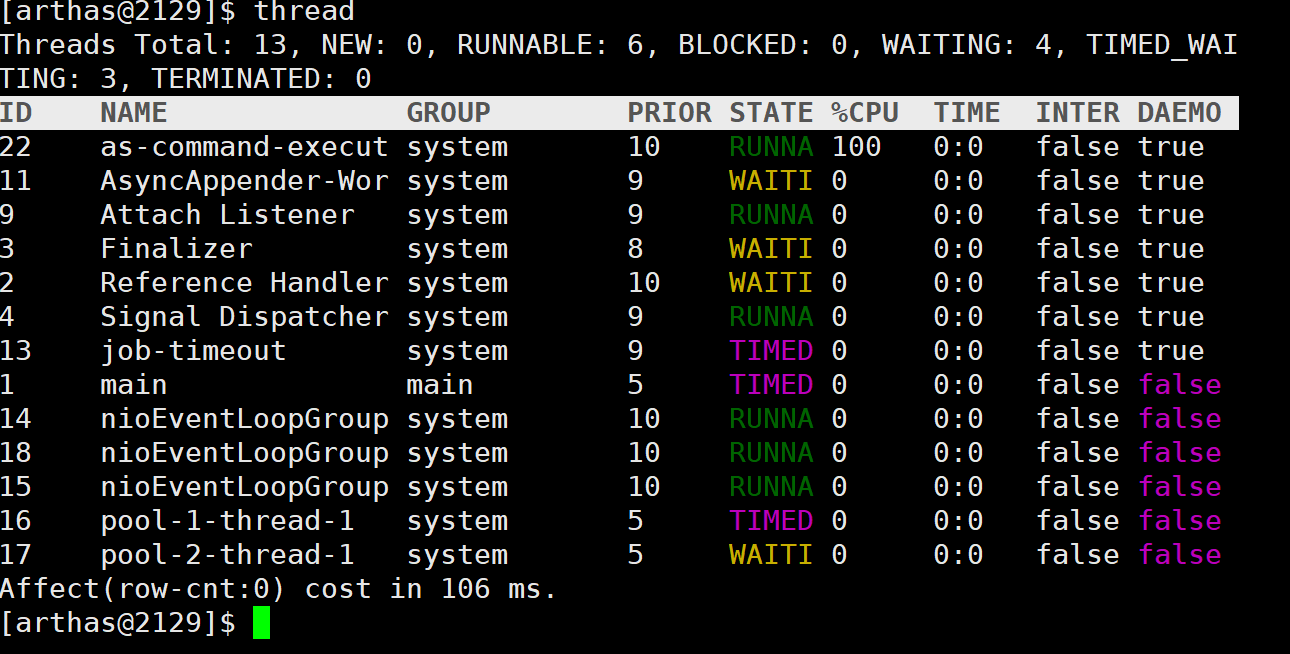 [arthas@2129]$ thread
Threads Total: 13, NEW: 0, RUNNABLE: 6, BLOCKED: 0, WAITING: 4, TIMED_WAI
TING: 3, TERMINATED: 0
ID NAME GROUP PRIOR STATE %CPU TIME INTER DAEMO
22 as-command-execut system 10 RUNNA 100 0:0 false true
11 AsyncAppender-Wor system 9 WAITI 0 0:0 false true
9 Attach Listener system 9 RUNNA 0 0:0 false true
3 Finalizer system 8 WAITI 0 0:0 false true
2 Reference Handler system 10 WAITI 0 0:0 false true
4 Signal Dispatcher system 9 RUNNA 0 0:0 false true
13 job-timeout system 9 TIMED 0 0:0 false true
1 main main 5 TIMED 0 0:0 false false
14 nioEventLoopGroup system 10 RUNNA 0 0:0 false false
18 nioEventLoopGroup system 10 RUNNA 0 0:0 false false
15 nioEventLoopGroup system 10 RUNNA 0 0:0 false false
16 pool-1-thread-1 system 5 TIMED 0 0:0 false false
17 pool-2-thread-1 system 5 WAITI 0 0:0 false false
Affect(row-cnt:0) cost in 106 ms.
[arthas@2129]$